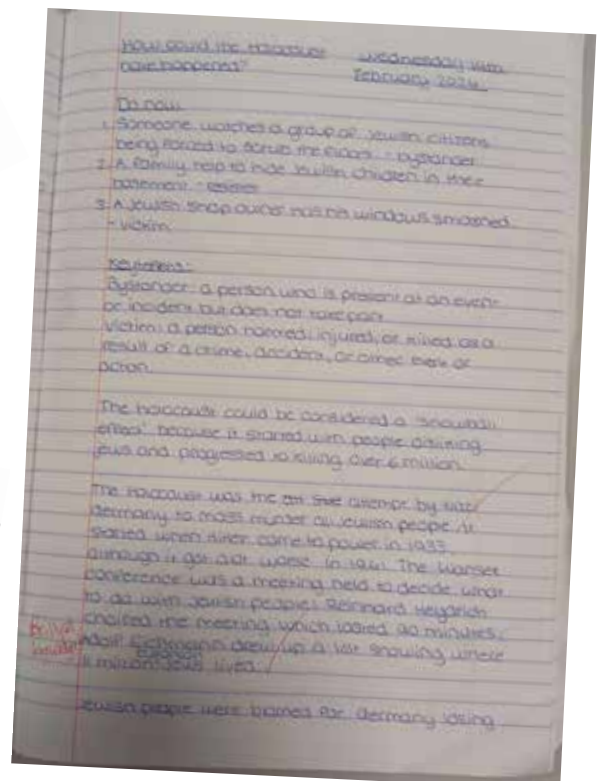 How could the Holocaust Wednesday 14th
have happened? February 2024
Do now
1. Someone watches a group of Jewish citizens
being forced to scrub the floors. - bystander
2. A family help to hide Jewish children in their
basement. - resister
3. A Jewish shop owner has his windows smashed
- victim
Keyterms:
Bystander: a person who is present at an event
or incident but does not take part
Victim: a person harmed, injured, or killed as a
result of a crime, accident, or other event or
action.
The holocaust could be considered a 'snowball
effect' because it started with people
Jews and progressed to killing over 6 million.
The Holocaust was the attempt by Nazi
Germany to mass murder all Jewish people. It
started when Hitler came to power in 1933
although it got alot worse in 1941. The Wansee
conference was a meeting held to decide what
to do with Jewish people. Reinhard Heydrich
chaired the meeting which lasted 90 minutes.
Adolf Eichmann drew up a list showing where
11 million Jews lived.
Jewish people were blamed for Germany losing